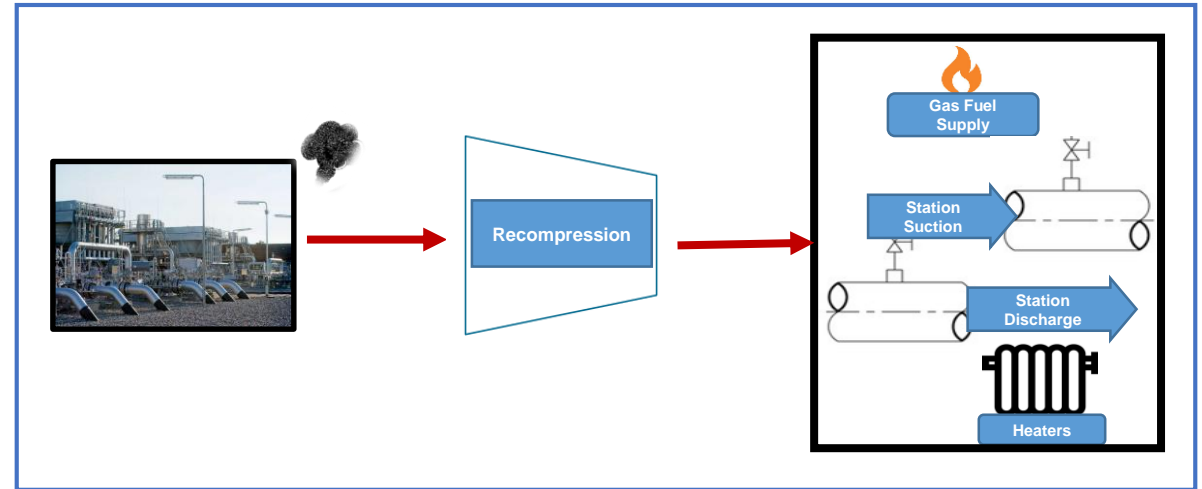 Gas Fuel
Supply
Station
Suction
Recompression
Station
Discharge
Heaters